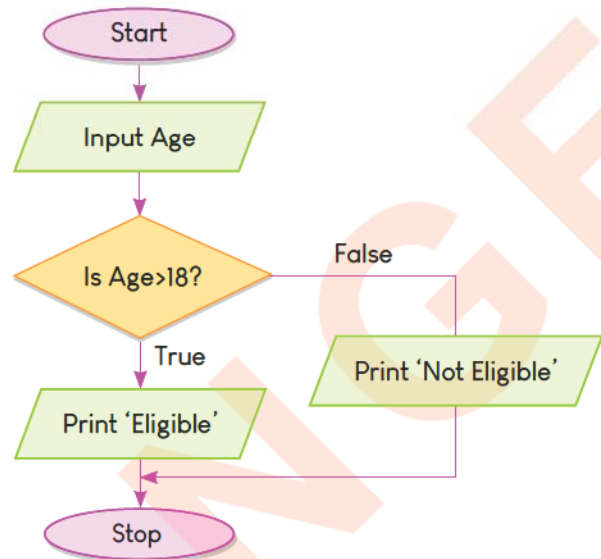 Start
Input Age
Is Age>18?
False
True
Print ‘Not Eligible’
Print ‘Eligible’
Stop